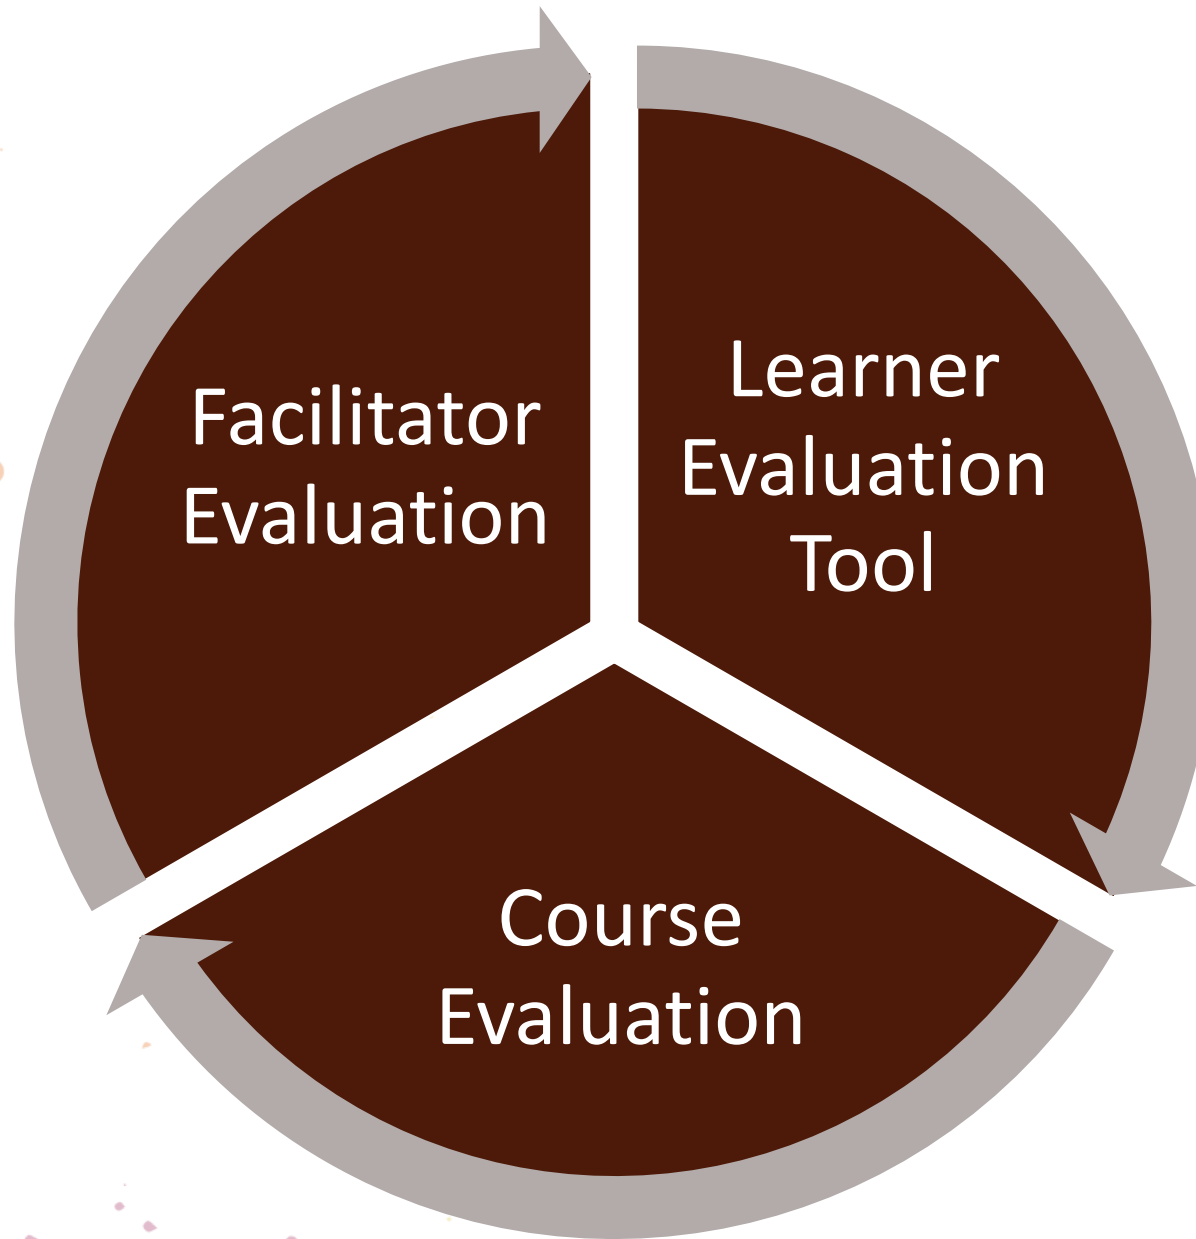 Facilitator
Evaluation
Learner
Evaluation
Tool
Course
Evaluation